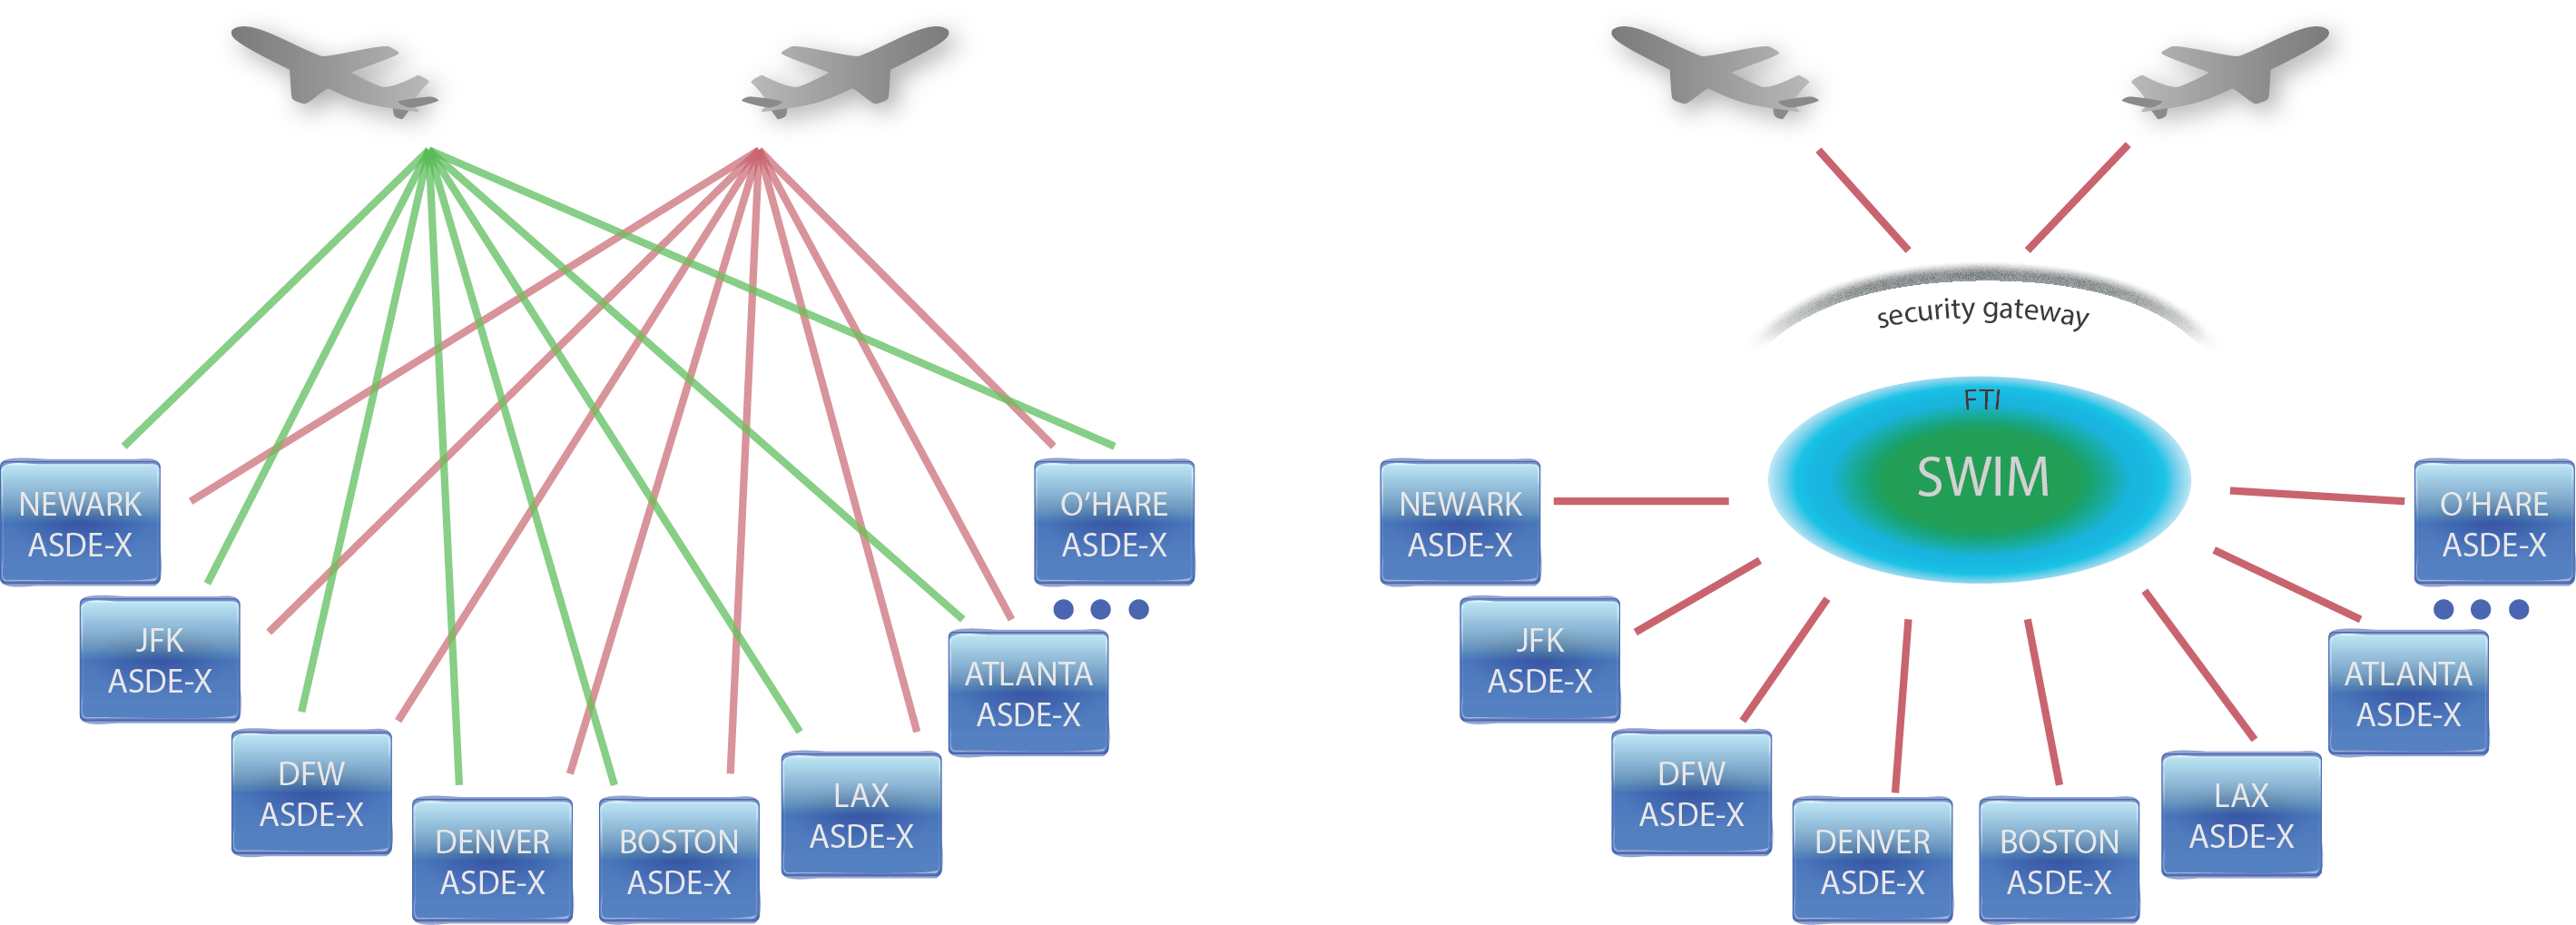 NEWARK
ASDE-X
JFK
ASDE-X
DFW
ASDE-X
DENVER
ASDE-X
BOSTON
ASDE-X
LAX
ASDE-X
ATLANTA
ASDE-X
O’HARE
ASDE-X
security gateway
FTI
SWIM
NEWARK
ASDE-X
JFK
ASDE-X
DFW
ASDE-X
DENVER
ASDE-X
BOSTON
ASDE-X
LAX
ASDE-X
ATLANTA
ASDE-X
O’HARE
ASDE-X